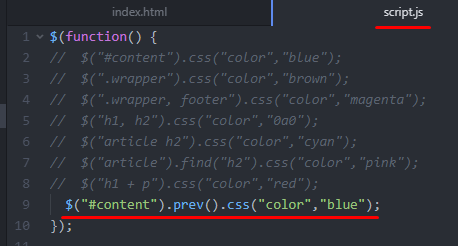 index.html
script.js
1 $(function() {
2 //  $("#content").css("color","blue");
3 //  $(".wrapper").css("color","brown");
4 //  $(".wrapper, footer").css("color","magenta");
5 //  $("h1, h2").css("color","0a0");
6 //  $("article h2").css("color","cyan");
7 //  $("article").find("h2").css("color","pink");
8 //  $("h1 + p").css("color","red");
9   $("#content").prev().css("color","blue");
10 });